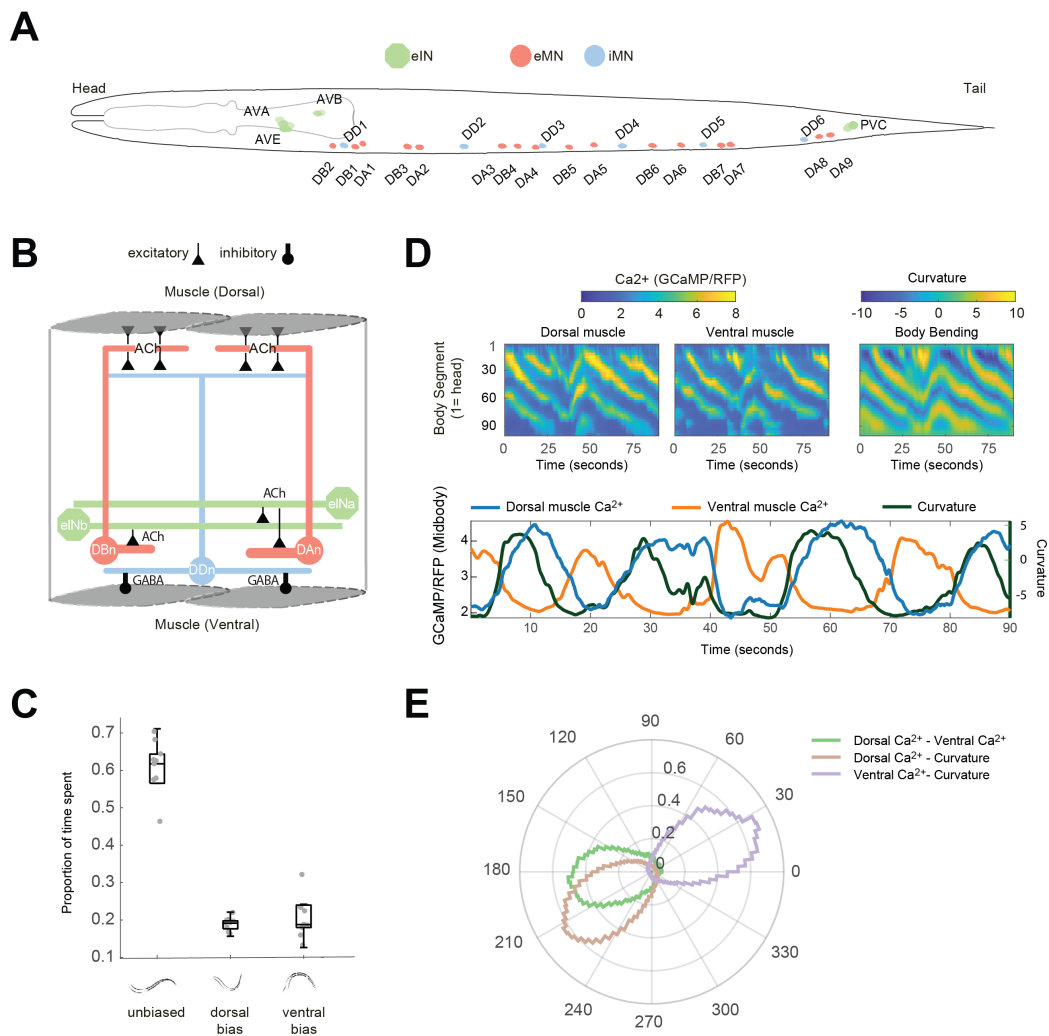 A
eIN
eMN
iMN
Head
Tail
AVA
AVB
AVE
DD1
DD2
DD3
DD4
DD5
DD6
PVC
DB2
DB1
DA1
DB3
DA2
DA3
DB4
DA4
DB5
DA5
DB6
DA6
DB7
DA7
DA8
DA9
B
excitatory
inhibitory
Muscle (Dorsal)
ACh
ACh
ACh
eINa
eINb
ACh
DBn
DAn
DDn
GABA
GABA
Muscle (Ventral)
C
Proportion of time spent
0.7
0.6
0.5
0.4
0.3
0.2
0.1
unbiased
dorsal
bias
ventral
bias
D
Ca2+ (GCaMP/RFP)
0 2 4 6 8
Curvature
-10 -5 0 5 10
Dorsal muscle
Ventral muscle
Body Bending
Body Segment
(1= head)
1
30
60
90
0 25 50 75
0 25 50 75
0 25 50 75
Time (seconds)
Time (seconds)
Time (seconds)
Dorsal muscle Ca2+
Ventral muscle Ca2+
Curvature
GCaMP/RFP (Midbody)
4
3
2
5
0
-5
Curvature
10 20 30 40 50 60 70 80 90
Time (seconds)
E
90
60
30
0
330
300
270
240
210
180
150
120
0.6
0.4
0.2
0
Dorsal Ca2+ - Ventral Ca2+
Dorsal Ca2+ - Curvature
Ventral Ca2+- Curvature